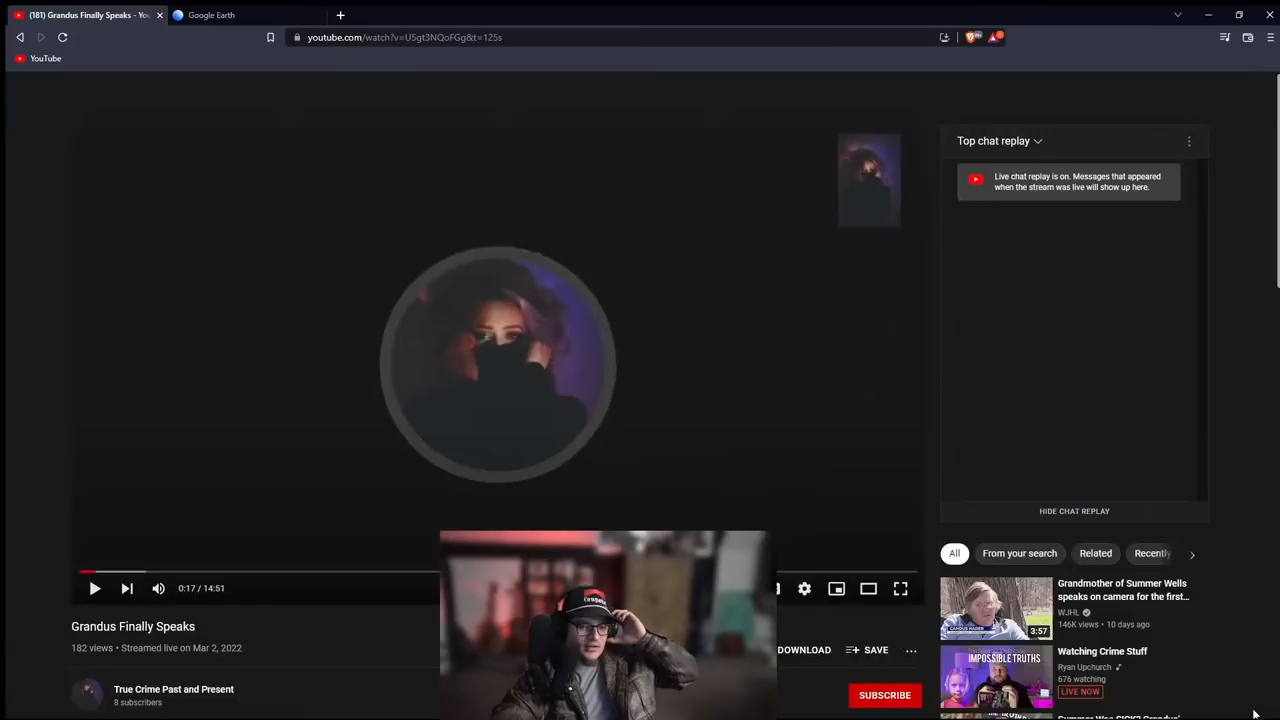 (181) Grandus Finally Speaks - You
Google Earth
youtube.com/watch?v=USgt3NQoFGg&t=125s
YouTube
Top chat replay
Live chat replay is on. Messages that appeared
when the stream was live will show up here.
HIDE CHAT REPLAY
0:17 / 14:51
Grandus Finally Speaks
182 views • Streamed live on Mar 2, 2022
DOWNLOAD
SAVE
True Crime Past and Present
8 subscribers
SUBSCRIBE
All
From your search
Related
Recently
Grandmother of Summer Wells
speaks on camera for the first...
WJHL
146K views • 10 days ago
CANDUS HARER
3:57
Watching Crime Stuff
Ryan Upchurch
676 watching
LIVE NOW
IMPOSSIBLE TRUTHS